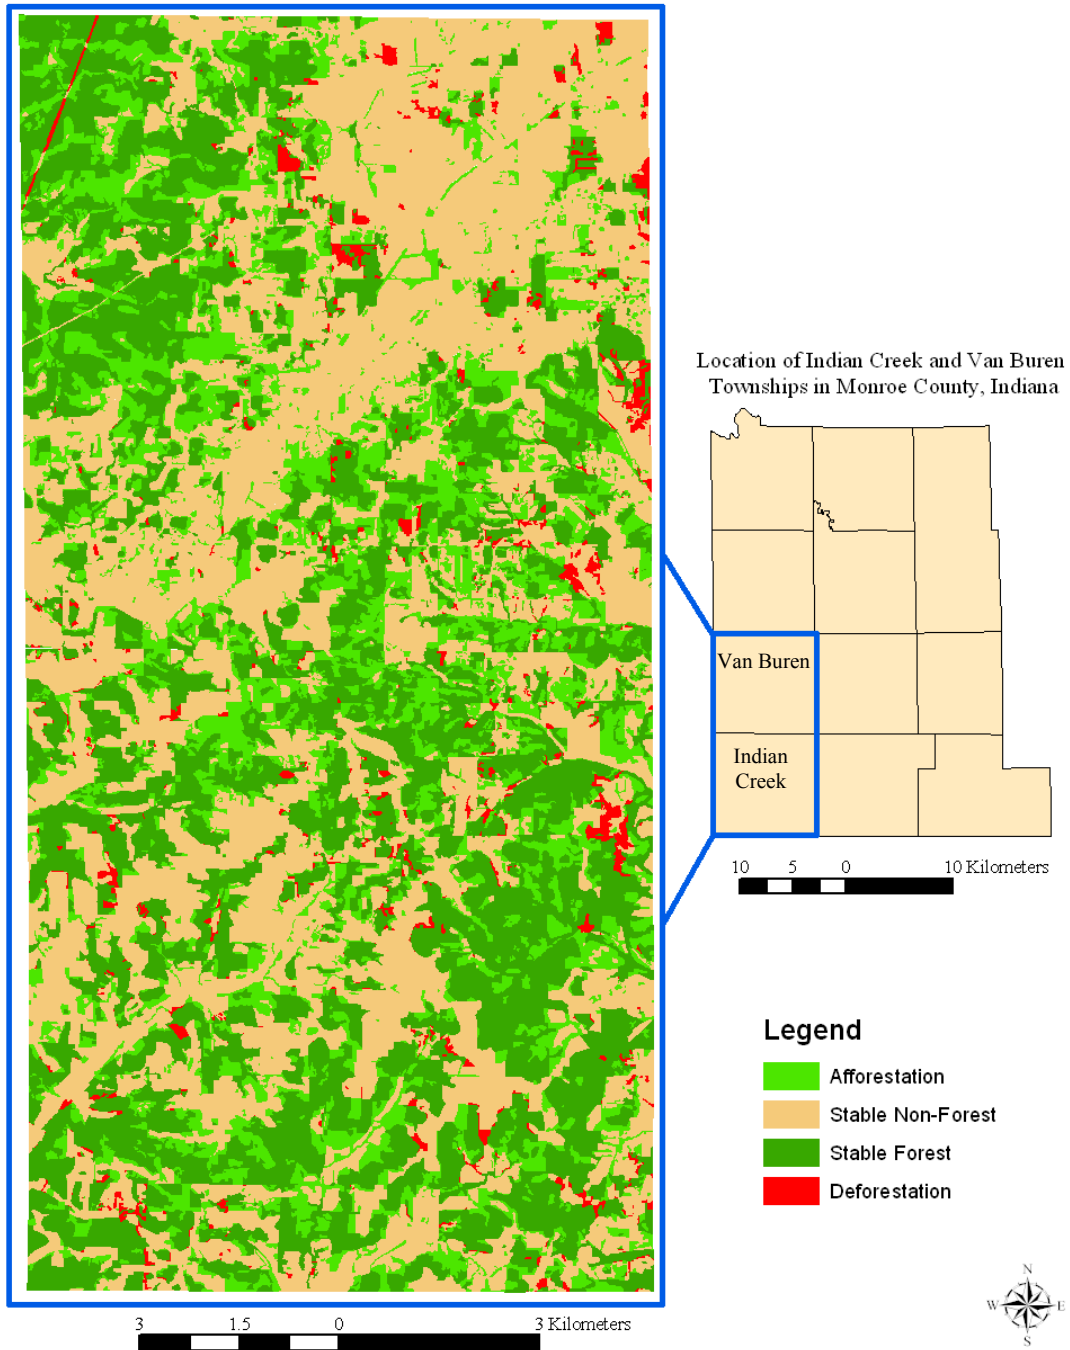 Location of Indian Creek and Van Buren
Townships in Monroe County, Indiana
Van Buren
Indian
Creek
10 5 0 10 Kilometers
Legend
Afforestation
Stable Non-Forest
Stable Forest
Deforestation
N
W E
S
3 1.5 0 3 Kilometers